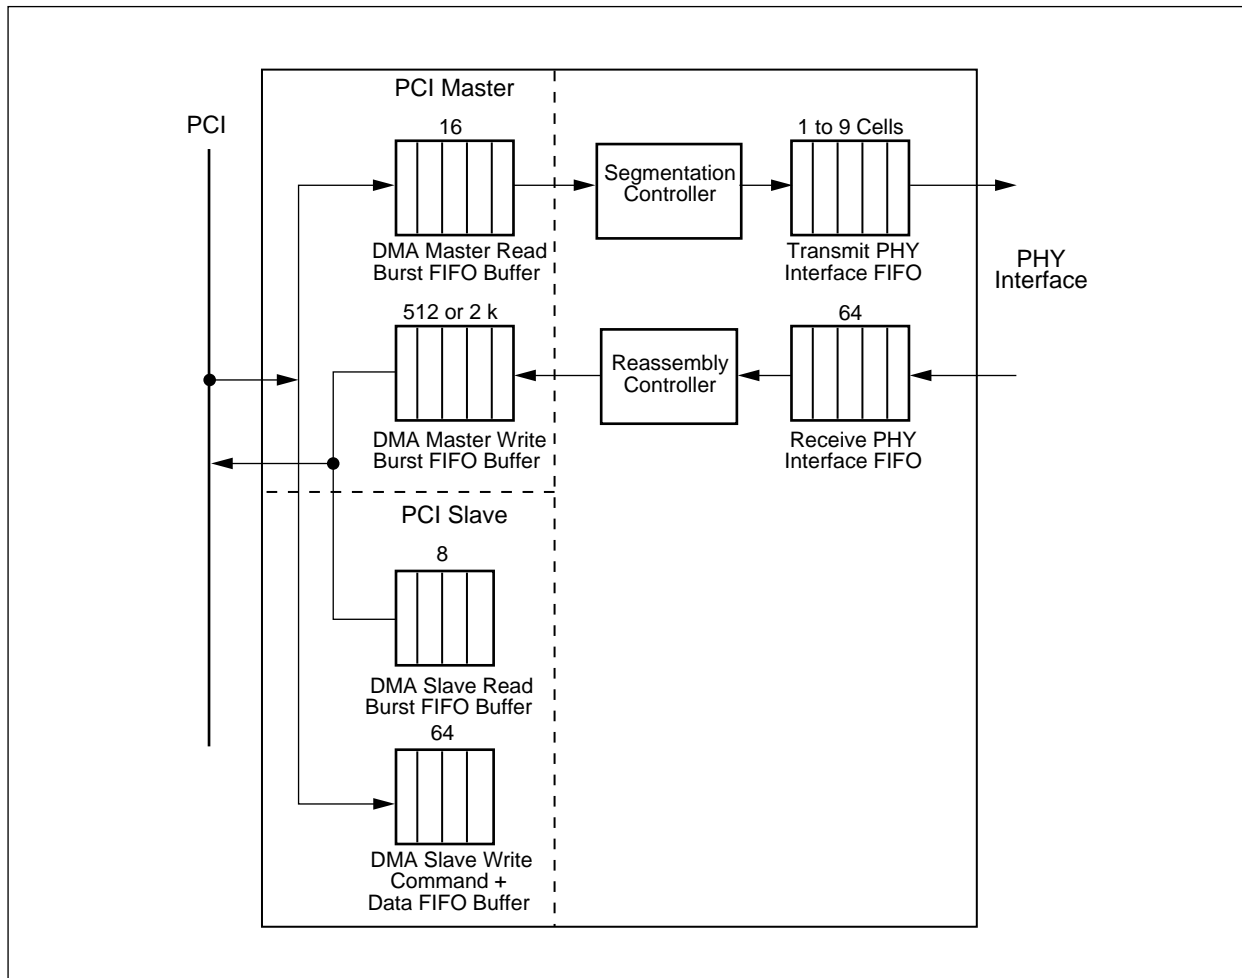 PCI Master
PCI
16
1 to 9 Cells
Segmentation
Controller
DMA Master Read
Burst FIFO Buffer
Transmit PHY
Interface FIFO
PHY
Interface
512 or 2 k
64
Reassembly
Controller
DMA Master Write
Burst FIFO Buffer
Receive PHY
Interface FIFO
PCI Slave
8
DMA Slave Read
Burst FIFO Buffer
64
DMA Slave Write
Command +
Data FIFO Buffer